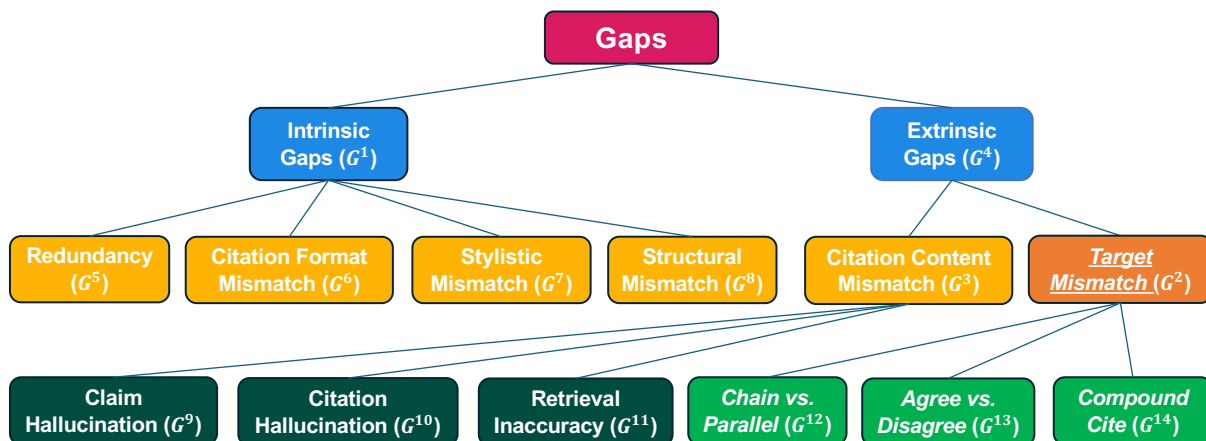 Gaps
Intrinsic
Gaps (G¹)
Extrinsic
Gaps (G⁴)
Redundancy
(G⁵)
Citation Format
Mismatch (G⁶)
Stylistic
Mismatch (G⁷)
Structural
Mismatch (G⁸)
Citation Content
Mismatch (G³)
Target
Mismatch (G²)
Claim
Hallucination (G⁹)
Citation
Hallucination (G¹⁰)
Retrieval
Inaccuracy (G¹¹)
Chain vs.
Parallel (G¹²)
Agree vs.
Disagree (G¹³)
Compound
Cite (G¹⁴)